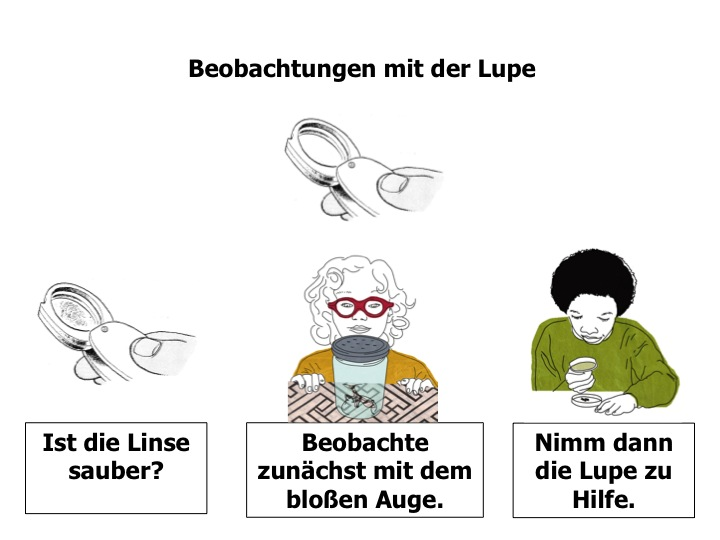 Beobachtungen mit der Lupe
Ist die Linse
sauber?
Beobachte
zunächst mit dem
bloßen Auge.
Nimm dann
die Lupe zu
Hilfe.